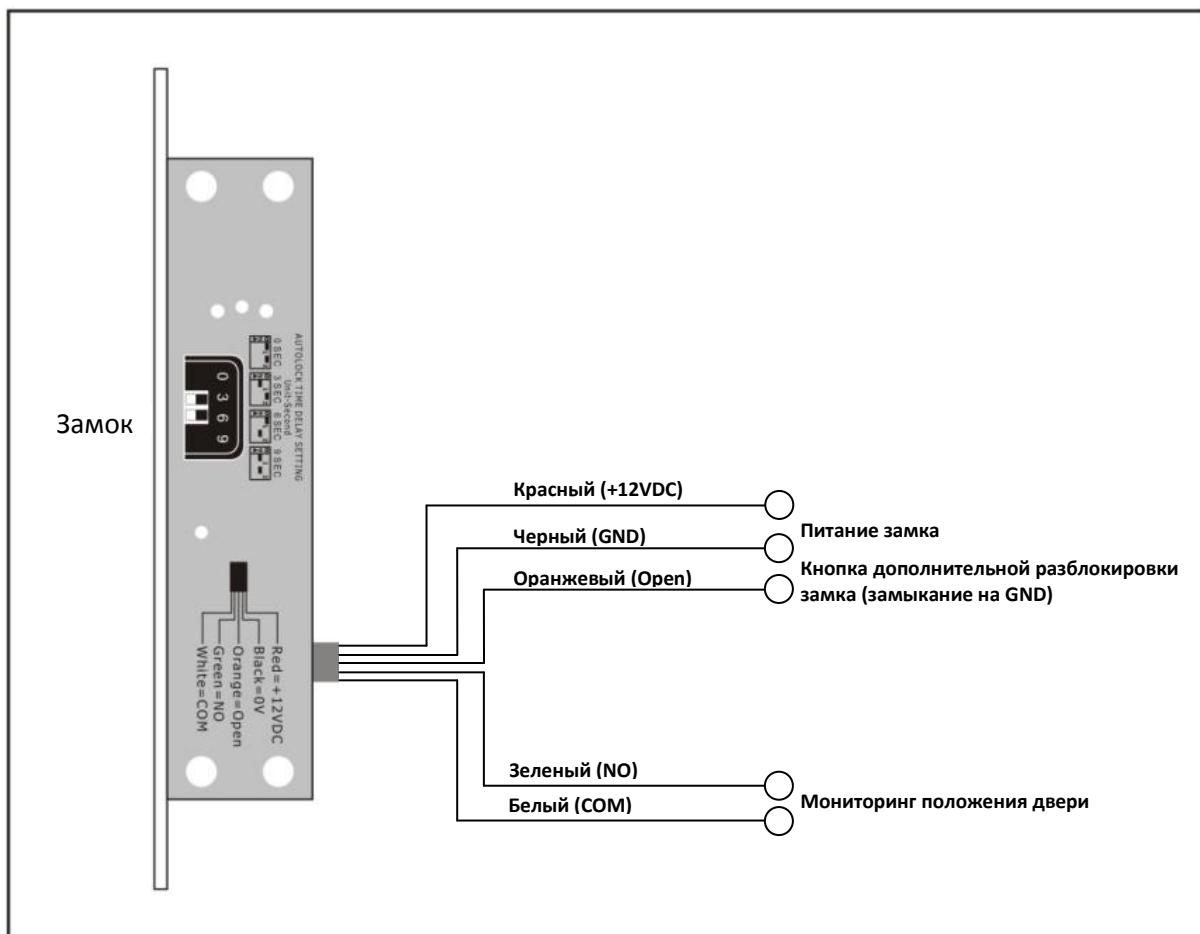 Замок
AUTOLOCK TIME DELAY SETTING
Unit-Second
0 SEC
3 SEC
6 SEC
9 SEC
0
3
6
9
Красный (+12VDC)
Черный (GND)
Питание замка
Оранжевый (Open)
Кнопка дополнительной разблокировки
замка (замыкание на GND)
Red=+12VDC
Black=0V
Orange=Open
Green=NO
White=COM
Зеленый (NO)
Белый (COM)
Мониторинг положения двери